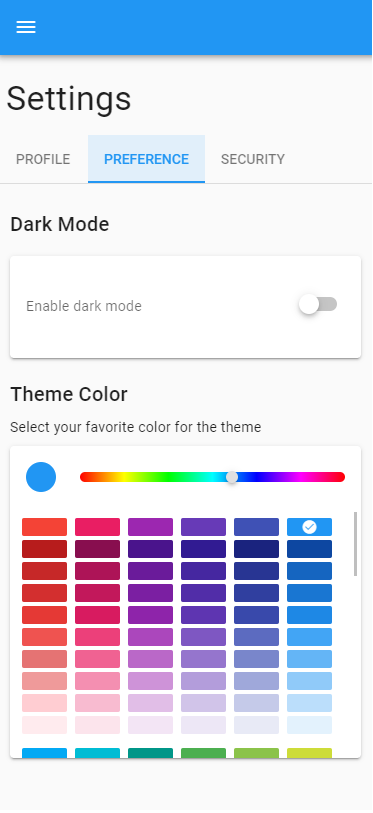 Settings
PROFILE PREFERENCE SECURITY
Dark Mode
Enable dark mode
Theme Color
Select your favorite color for the theme